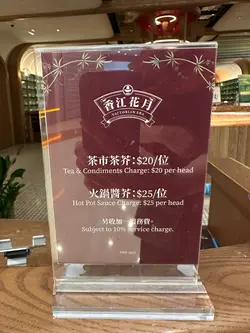 香江花月
VICTORIAN ERA
茶市茶芥：$20/位
Tea & Condiments Charge: $20 per head
火鍋醬芥：$25/位
Hot Pot Sauce Charge: $25 per head
另收加一服務費。
Subject to 10% service charge.